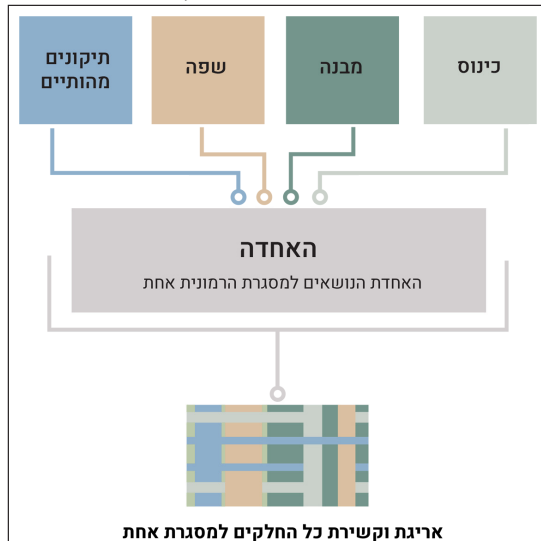 כינוס
מבנה
שפה
תיקונים
מהותיים
האחדה
האחדת הנושאים למסגרת הרמונית אחת
אריגת וקשירת כל החלקים למסגרת אחת